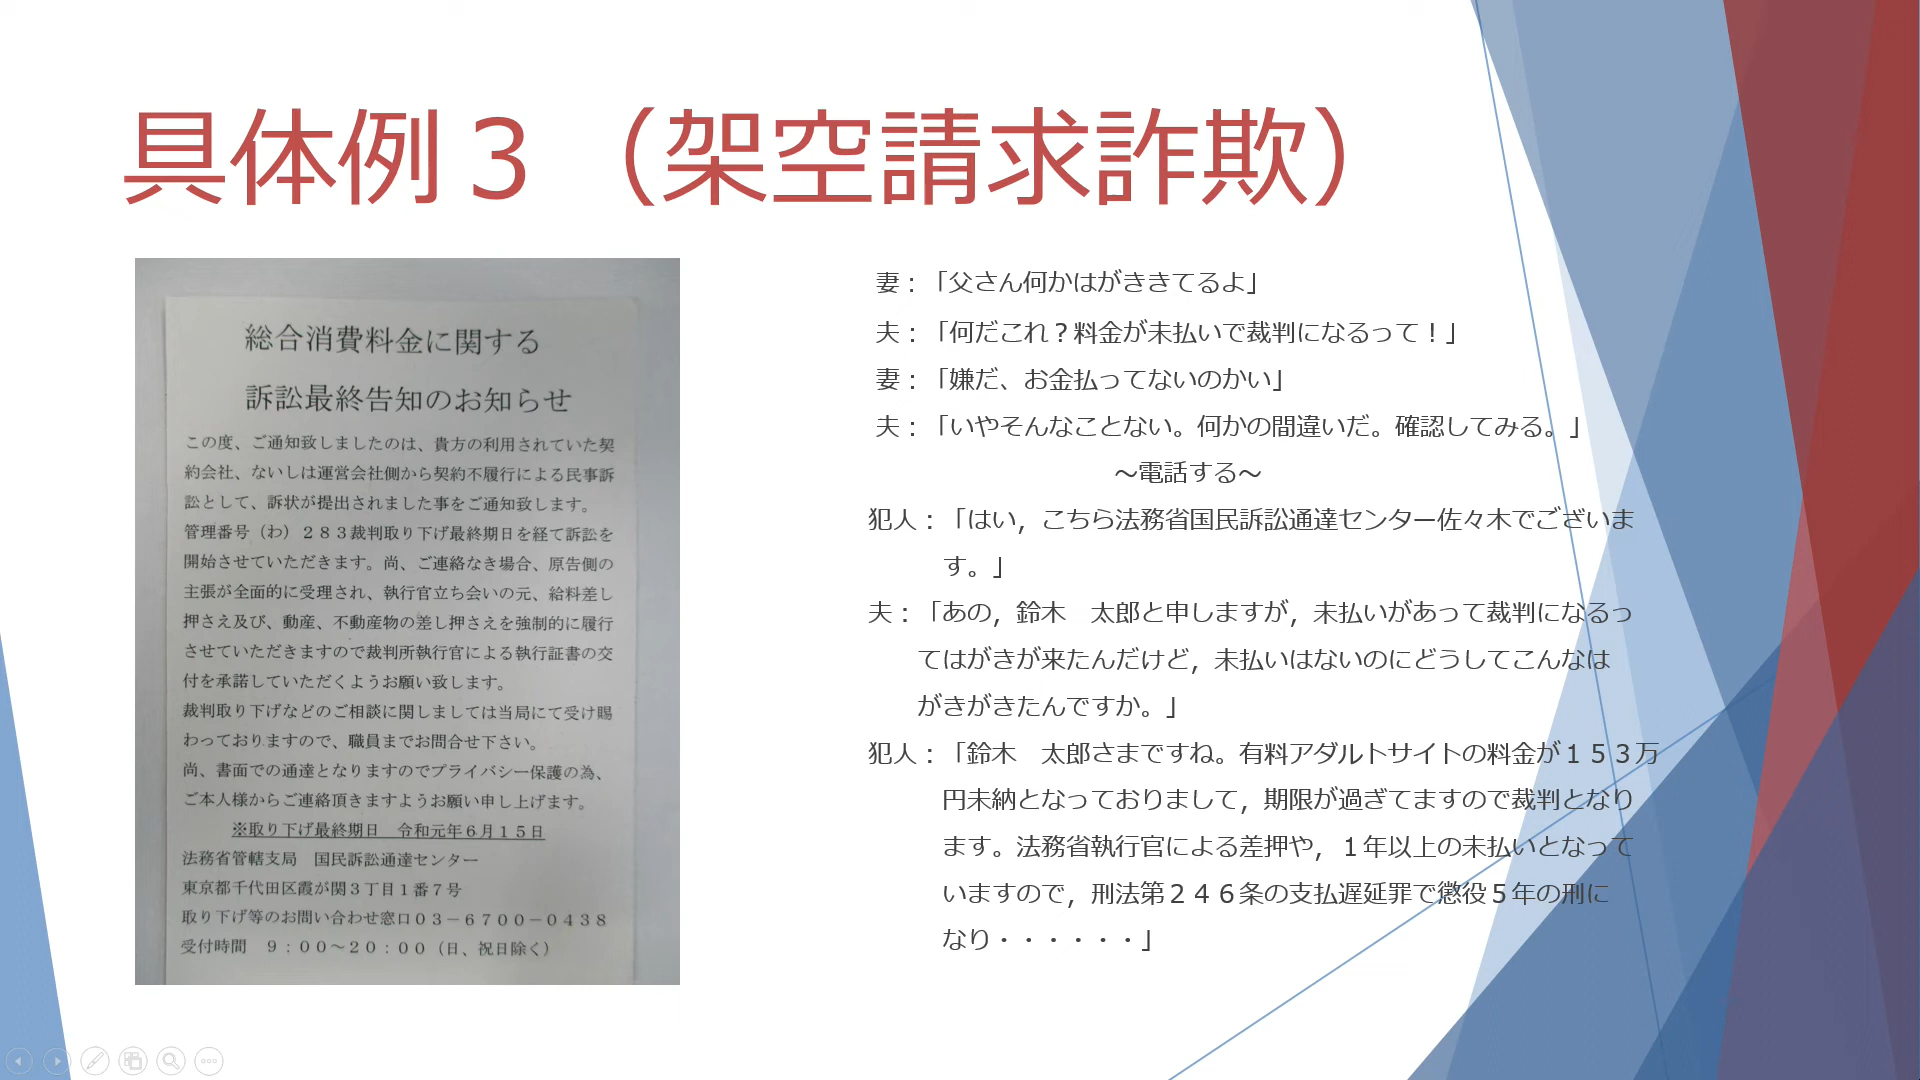 具体例３（架空請求詐欺）
総合消費料金に関する
訴訟最終告知のお知らせ
この度、ご通知致しましたのは、貴方の利用されていた契
約会社、ないしは運営会社側から契約不履行による民事訴
訟として、訴状が提出されました事をご通知致します。
管理番号（わ）２８３裁判取り下げ最終期日を経て訴訟を
開始させていただきます。尚、ご連絡なき場合、原告側の
主張が全面的に受理され、執行官立ち会いの元、給料差し
押さえ及び、動産、不動産物の差し押さえを強制的に履行
させていただきますので裁判所執行官による執行証書の交
付を承諾していただくようお願い致します。
裁判取り下げなどのご相談に関しましては当局にて受け賜
わっておりますので、職員までお問合せ下さい。
尚、書面での通達となりますのでプライバシー保護の為、
ご本人様からご連絡頂きますようお願い申し上げます。
※取り下げ最終期日　令和元年６月１５日
法務省管轄支局　国民訴訟通達センター
東京都千代田区霞が関３丁目１番７号
取り下げ等のお問い合わせ窓口０３－６７００－０４３８
受付時間　９：００～２０：００（日、祝日除く）
妻：「父さん何かはがききてるよ」
夫：「何だこれ？料金が未払いで裁判になるって！」
妻：「嫌だ、お金払ってないのかい」
夫：「いやそんなことない。何かの間違いだ。確認してみる。」
～電話する～
犯人：「はい，こちら法務省国民訴訟通達センター佐々木でございま
す。」
夫：「あの，鈴木　太郎と申しますが，未払いがあって裁判になるっ
てはがきが来たんだけど，未払いはないのにどうしてこんなは
がきがきたんですか。」
犯人：「鈴木　太郎さまですね。有料アダルトサイトの料金が１５３万
円未納となっておりまして，期限が過ぎてますので裁判となり
ます。法務省執行官による差押や，１年以上の未払いとなって
いますので，刑法第２４６条の支払遅延罪で懲役５年の刑に
なり・・・・・・」